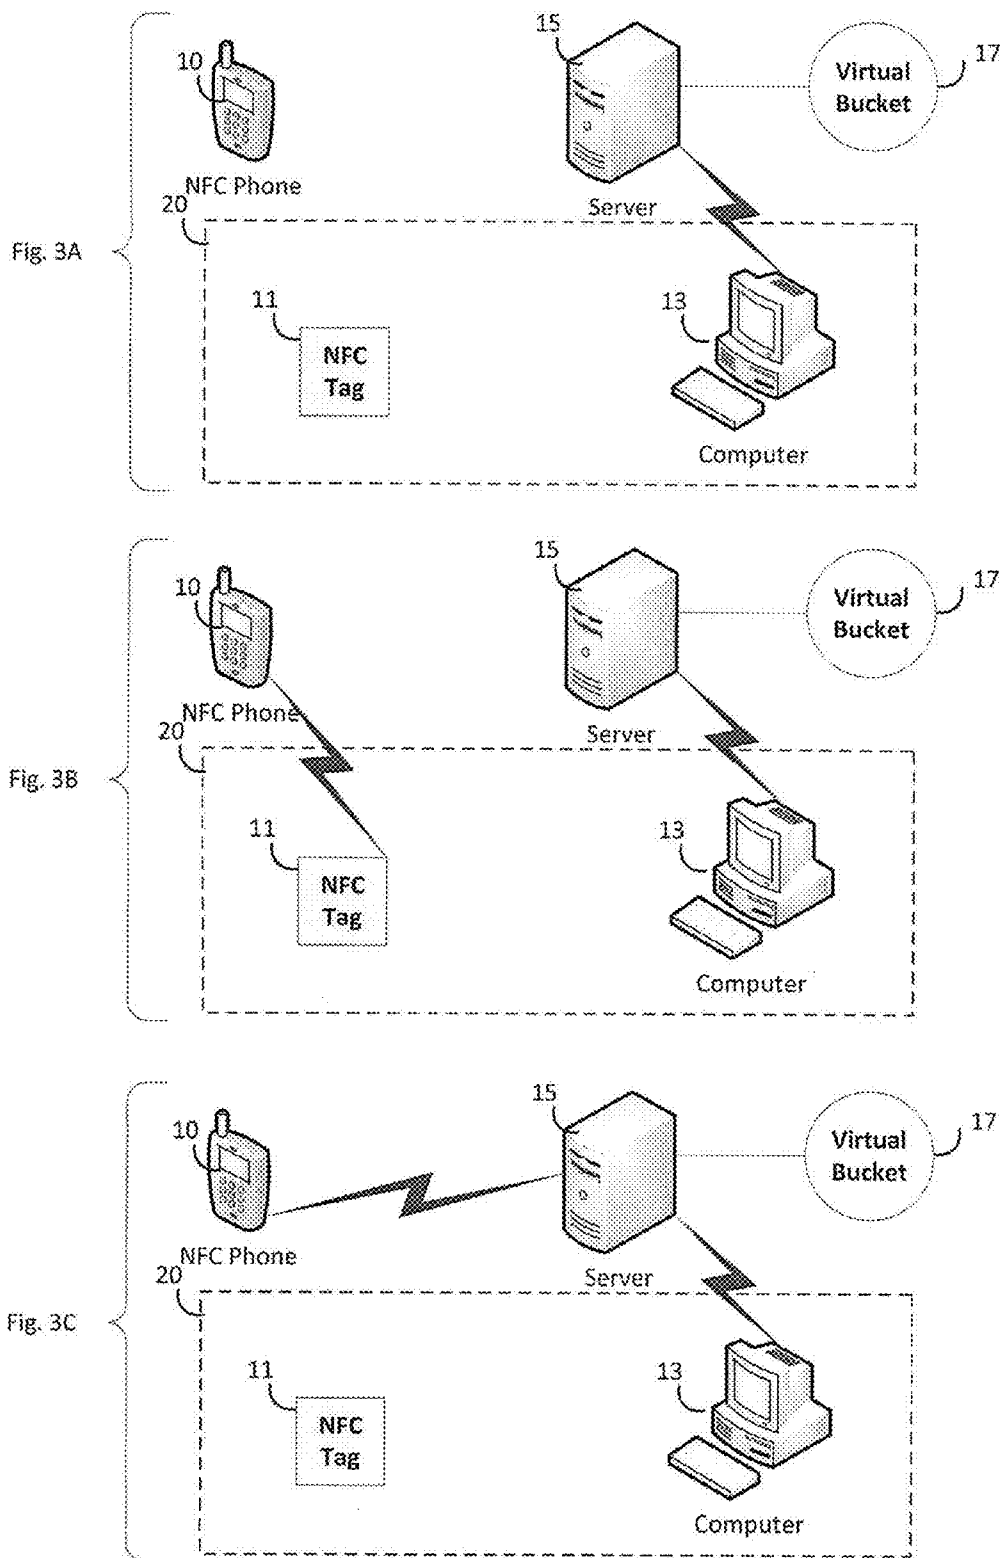 15
17
10
Virtual
Bucket
NFC Phone
20
Server
Fig. 3A
11
13
NFC
Tag
Computer
15
17
10
Virtual
Bucket
NFC Phone
20
Server
Fig. 3B
11
13
NFC
Tag
Computer
15
17
10
Virtual
Bucket
NFC Phone
20
Server
Fig. 3C
11
13
NFC
Tag
Computer